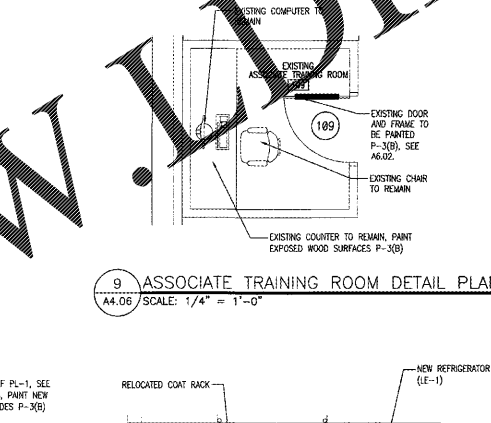 EXISTING COMPUTER TO
REMAIN
EXISTING
ASSOCIATE TRAINING ROOM
109
109
EXISTING DOOR
AND FRAME TO
BE PAINTED
P-3(B), SEE
A6.02.
EXISTING CHAIR
TO REMAIN
EXISTING COUNTER TO REMAIN, PAINT
EXPOSED WOOD SURFACES P-3(B)
9 ASSOCIATE TRAINING ROOM DETAIL PLAN
A4.06 SCALE: 1/4" = 1'-0"
F PL-1, SEE
, PAINT NEW
DES P-3(B)
RELOCATED COAT RACK
NEW REFRIGERATOR
(LE-1)
W.LDI